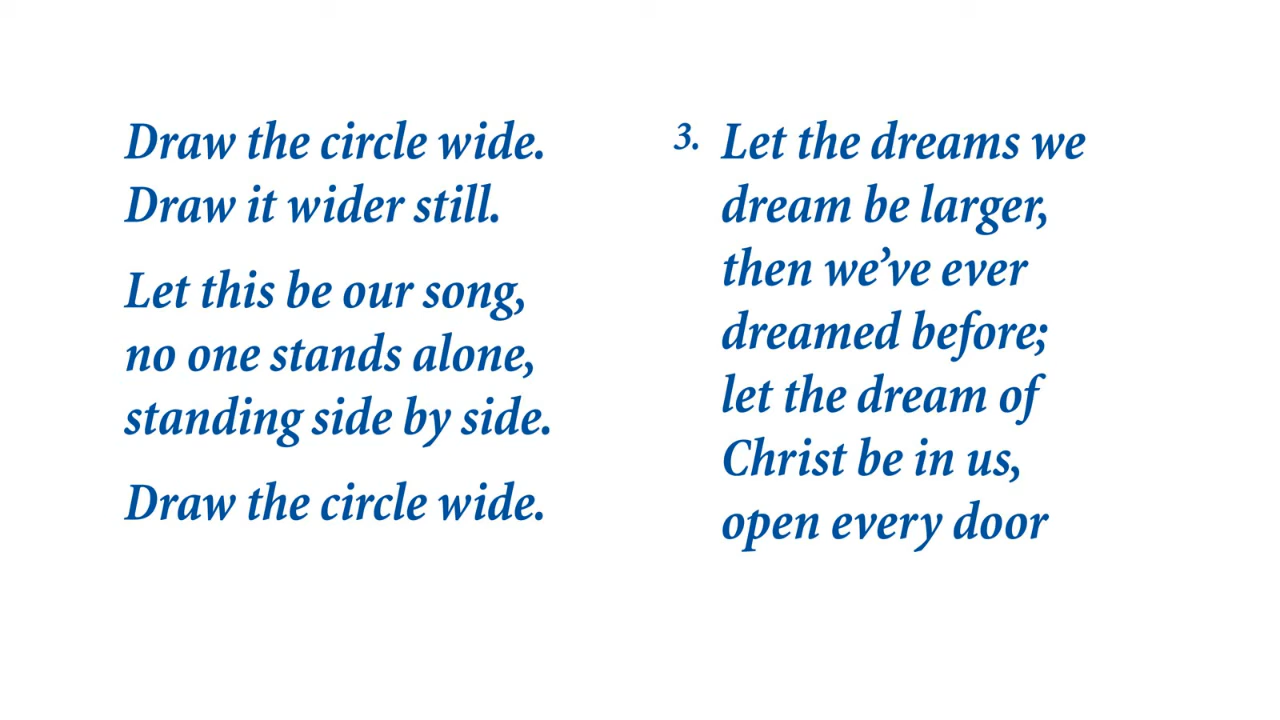 Draw the circle wide.
Draw it wider still.
Let this be our song,
no one stands alone,
standing side by side.
Draw the circle wide.
3. Let the dreams we
dream be larger,
then we’ve ever
dreamed before;
let the dream of
Christ be in us,
open every door